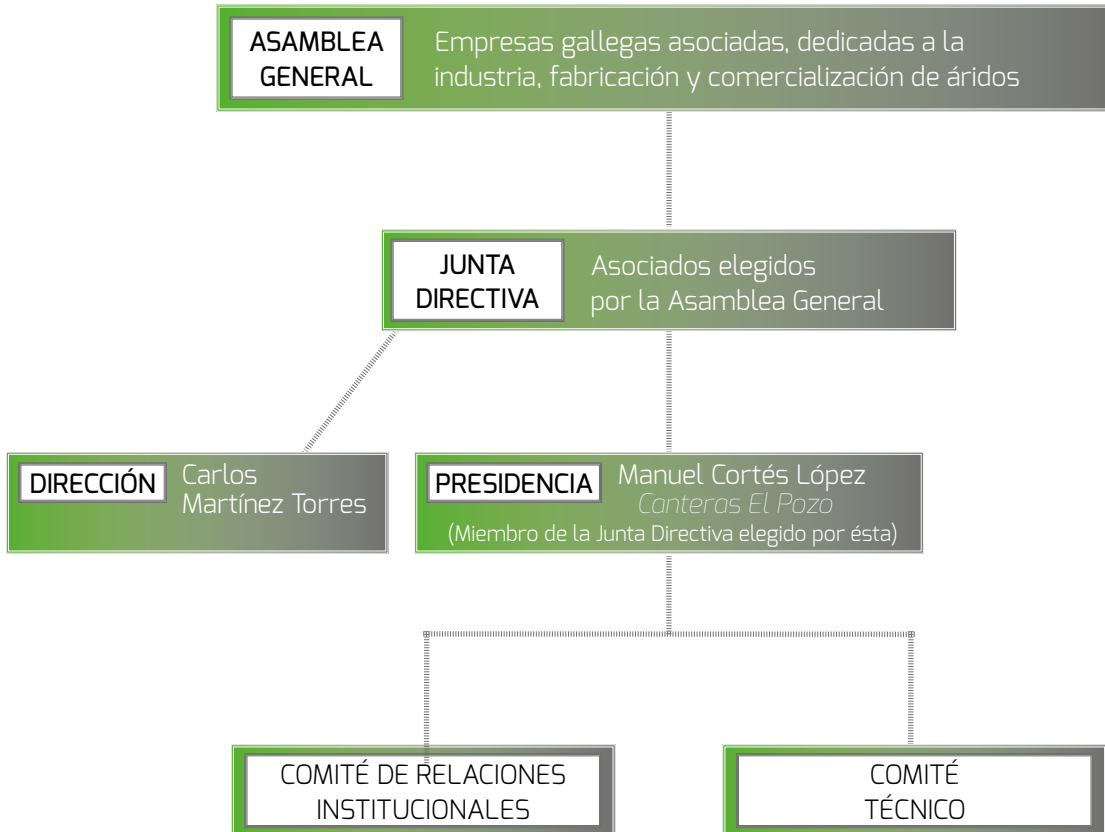 ASAMBLEA
GENERAL
Empresas gallegas asociadas, dedicadas a la
industria, fabricación y comercialización de áridos
JUNTA
DIRECTIVA
Asociados elegidos
por la Asamblea General
DIRECCIÓN
Carlos
Martínez Torres
PRESIDENCIA
Manuel Cortés López
Canteras El Pozo
(Miembro de la Junta Directiva elegido por ésta)
COMITÉ DE RELACIONES
INSTITUCIONALES
COMITÉ
TÉCNICO